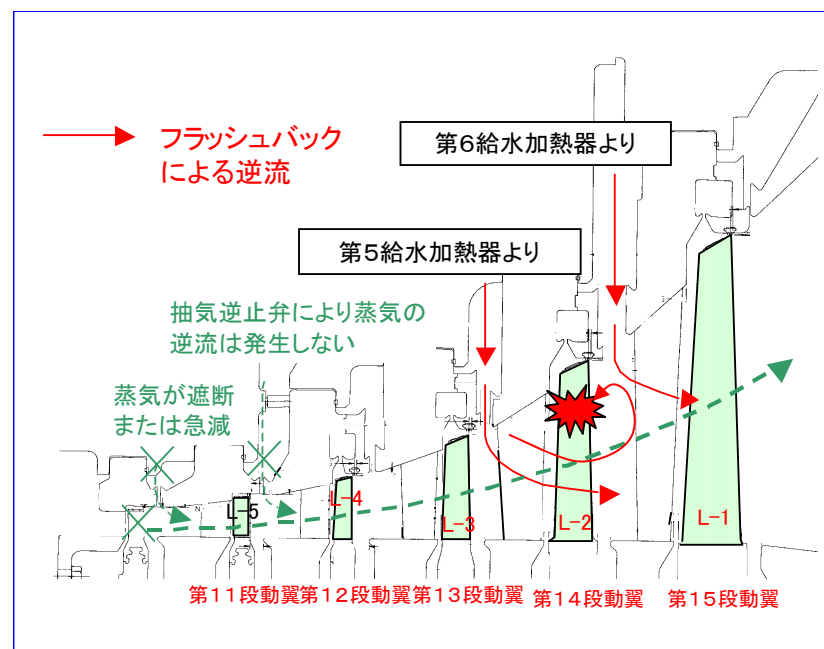 フラッシュバック
による逆流
第6給水加熱器より
第5給水加熱器より
抽気逆止弁により蒸気の
逆流は発生しない
蒸気が遮断
または急減
L-5
L-4
L-3
L-2
L-1
第11段動翼
第12段動翼
第13段動翼
第14段動翼
第15段動翼